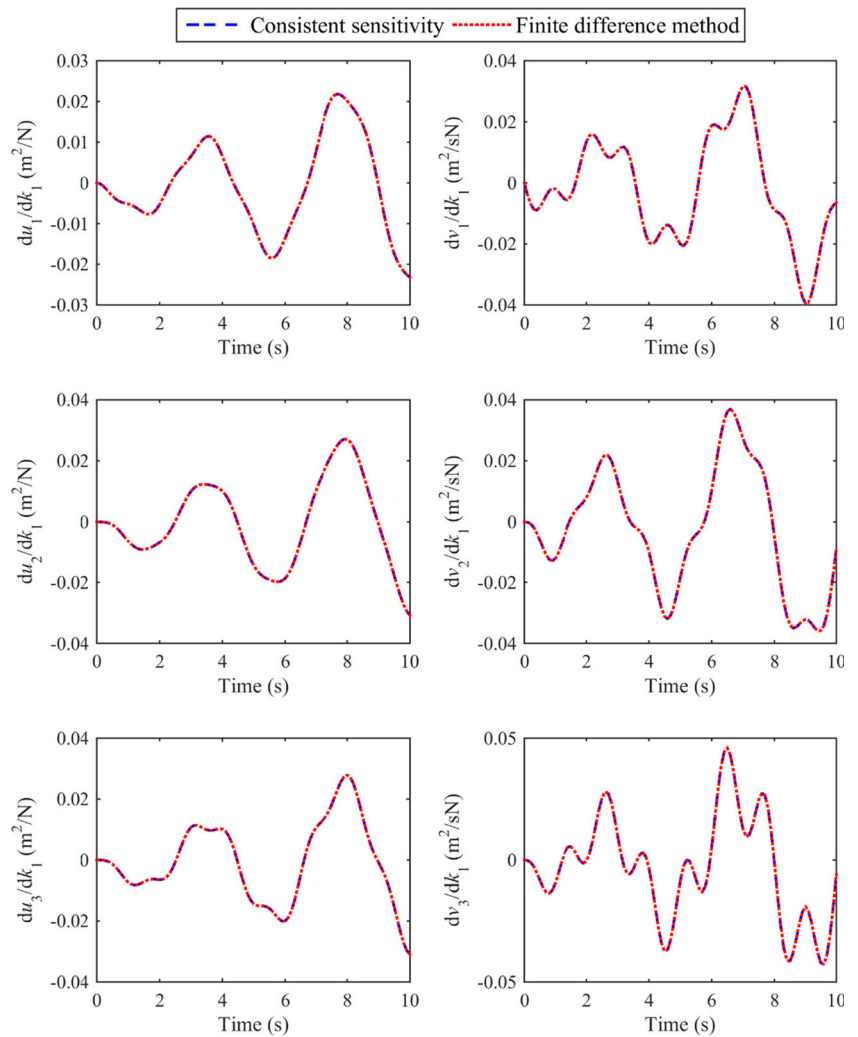 Consistent sensitivity Finite difference method
0.03
0.02
0.01
0
-0.01
-0.02
-0.03
du1/dk1 (m²/N)
0 2 4 6 8 10
Time (s)
0.04
0.02
0
-0.02
-0.04
dv1/dk1 (m²/sN)
0 2 4 6 8 10
Time (s)
0.04
0.02
0
-0.02
-0.04
du2/dk1 (m²/N)
0 2 4 6 8 10
Time (s)
0.04
0.02
0
-0.02
-0.04
dv2/dk1 (m²/sN)
0 2 4 6 8 10
Time (s)
0.04
0.02
0
-0.02
-0.04
du3/dk1 (m²/N)
0 2 4 6 8 10
Time (s)
0.05
0
-0.05
dv3/dk1 (m²/sN)
0 2 4 6 8 10
Time (s)